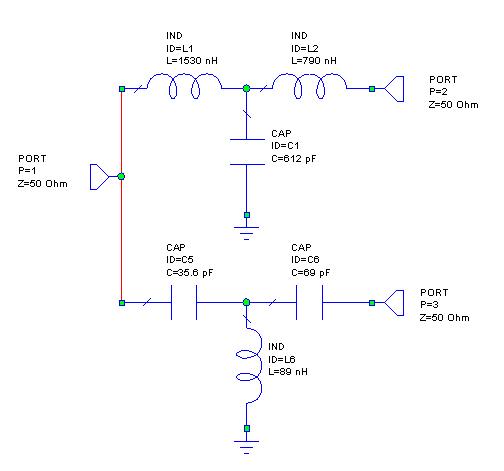 IND
ID=L1
L=1530 nH
IND
ID=L2
L=790 nH
PORT
P=2
Z=50 Ohm
CAP
ID=C1
C=612 pF
PORT
P=1
Z=50 Ohm
CAP
ID=C5
C=35.6 pF
CAP
ID=C6
C=69 pF
PORT
P=3
Z=50 Ohm
IND
ID=L6
L=89 nH